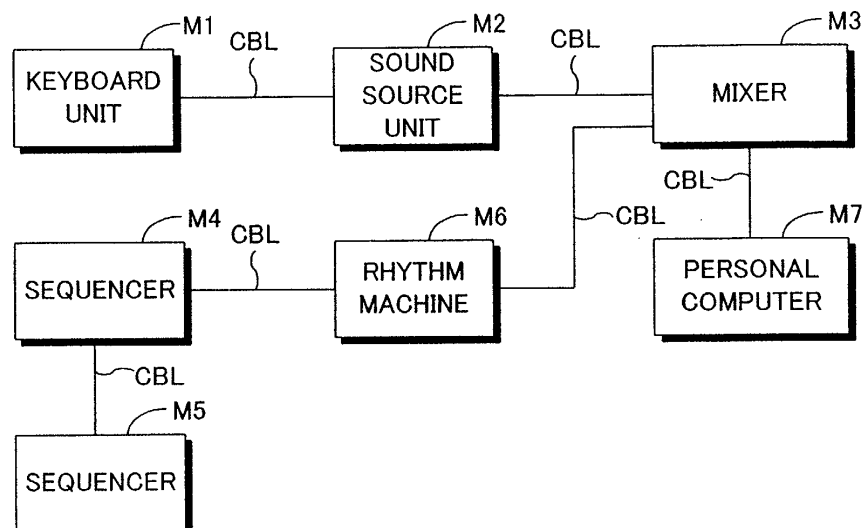 M1
CBL
M2
CBL
M3
KEYBOARD
UNIT
SOUND
SOURCE
UNIT
MIXER
M4
CBL
M6
CBL
CBL
M7
SEQUENCER
RHYTHM
MACHINE
PERSONAL
COMPUTER
CBL
M5
SEQUENCER